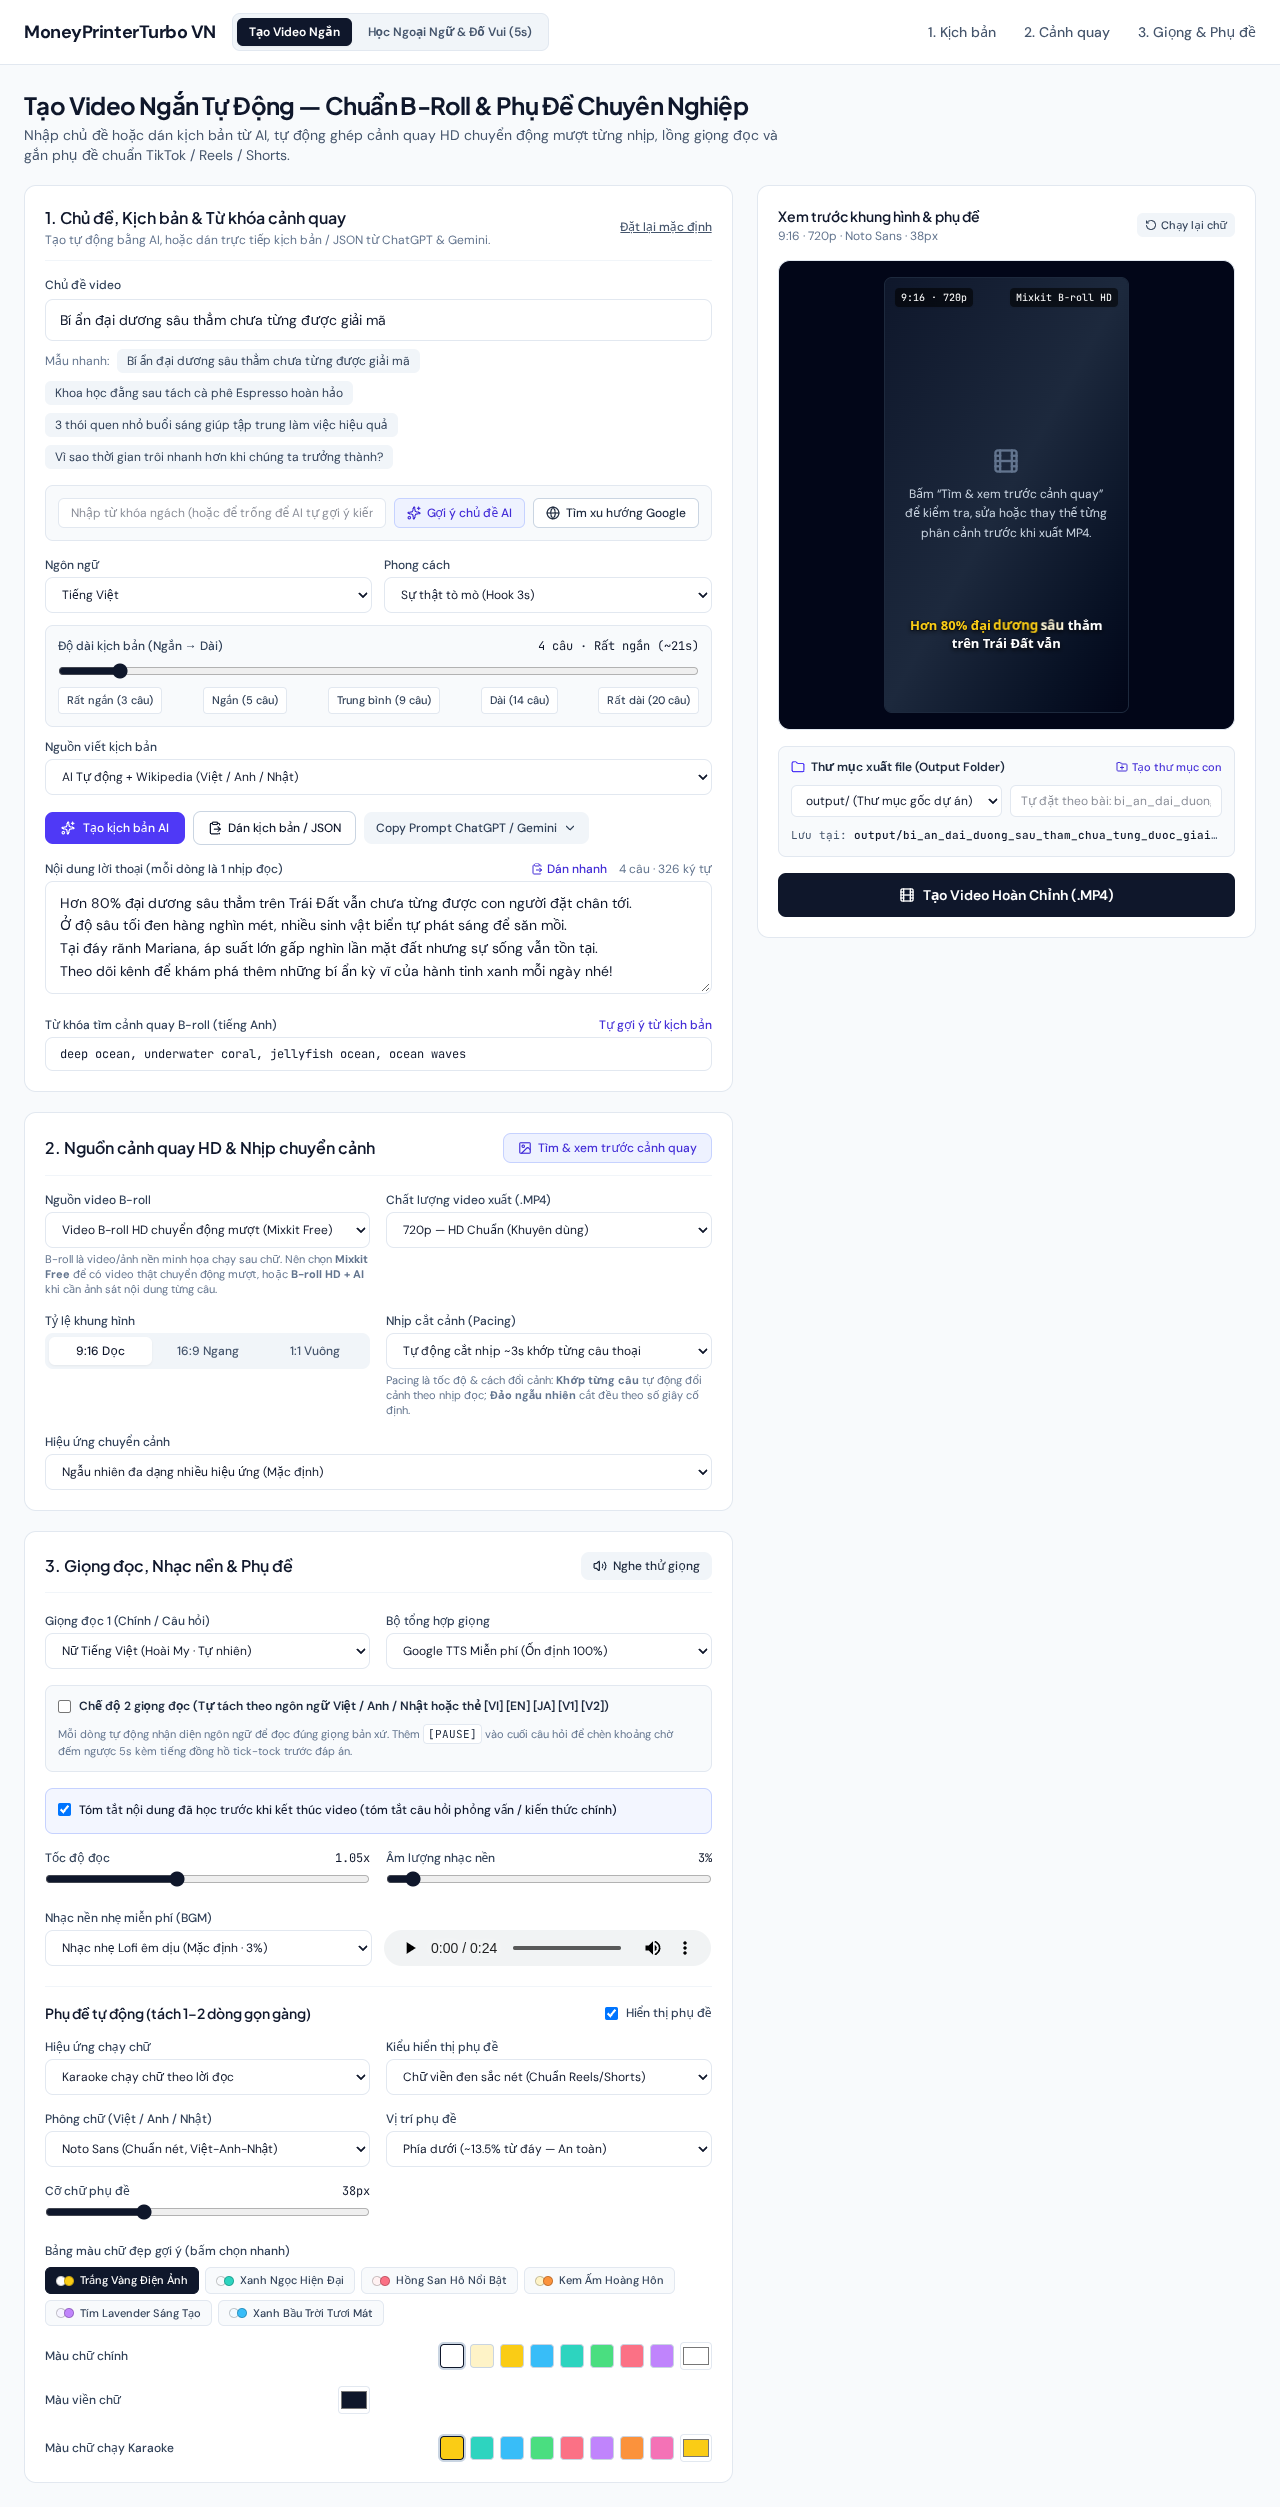 MoneyPrinterTurbo VN
Tạo Video Ngắn
Học Ngoại Ngữ & Đố Vui (5s)
1. Kịch bản
2. Cảnh quay
3. Giọng & Phụ đề
Tạo Video Ngắn Tự Động — Chuẩn B-Roll & Phụ Đề Chuyên Nghiệp
Nhập chủ đề hoặc dán kịch bản từ AI, tự động ghép cảnh quay HD chuyển động mượt từng nhịp, lồng giọng đọc và
gắn phụ đề chuẩn TikTok / Reels / Shorts.
1. Chủ đề, Kịch bản & Từ khóa cảnh quay
Tạo tự động bằng AI, hoặc dán trực tiếp kịch bản / JSON từ ChatGPT & Gemini.
Đặt lại mặc định
Chủ đề video
Bí ẩn đại dương sâu thẳm chưa từng được giải mã
Mẫu nhanh:
Bí ẩn đại dương sâu thẳm chưa từng được giải mã
Khoa học đằng sau tách cà phê Espresso hoàn hảo
3 thói quen nhỏ buổi sáng giúp tập trung làm việc hiệu quả
Vì sao thời gian trôi nhanh hơn khi chúng ta trưởng thành?
Nhập từ khóa ngách (hoặc để trống để AI tự gợi ý kiến
Gợi ý chủ đề AI
Tìm xu hướng Google
Ngôn ngữ
Phong cách
Tiếng Việt
Sự thật tò mò (Hook 3s)
Độ dài kịch bản (Ngắn → Dài)
4 câu · Rất ngắn (~21s)
Rất ngắn (3 câu)
Ngắn (5 câu)
Trung bình (9 câu)
Dài (14 câu)
Rất dài (20 câu)
Nguồn viết kịch bản
AI Tự động + Wikipedia (Việt / Anh / Nhật)
Tạo kịch bản AI
Dán kịch bản / JSON
Copy Prompt ChatGPT / Gemini
Nội dung lời thoại (mỗi dòng là 1 nhịp đọc)
Dán nhanh
4 câu · 326 ký tự
Hơn 80% đại dương sâu thẳm trên Trái Đất vẫn chưa từng được con người đặt chân tới.
Ở độ sâu tối đen hàng nghìn mét, nhiều sinh vật biển tự phát sáng để săn mồi.
Tại đáy rãnh Mariana, áp suất lớn gấp nghìn lần mặt đất nhưng sự sống vẫn tồn tại.
Theo dõi kênh để khám phá thêm những bí ẩn kỳ vĩ của hành tinh xanh mỗi ngày nhé!
Từ khóa tìm cảnh quay B-roll (tiếng Anh)
Tự gợi ý từ kịch bản
deep ocean, underwater coral, jellyfish ocean, ocean waves
2. Nguồn cảnh quay HD & Nhịp chuyển cảnh
Tìm & xem trước cảnh quay
Nguồn video B-roll
Chất lượng video xuất (.MP4)
Video B-roll HD chuyển động mượt (Mixkit Free)
720p — HD Chuẩn (Khuyên dùng)
B-roll là video/ảnh nền minh họa chạy sau chữ. Nên chọn Mixkit
Free để có video thật chuyển động mượt, hoặc B-roll HD + AI
khi cần ảnh sát nội dung từng câu.
Tỷ lệ khung hình
Nhịp cắt cảnh (Pacing)
9:16 Dọc
16:9 Ngang
1:1 Vuông
Tự động cắt nhịp ~3s khớp từng câu thoại
Pacing là tốc độ & cách đổi cảnh: Khớp từng câu tự động đổi
cảnh theo nhịp đọc; Đảo ngẫu nhiên cắt đều theo số giây cố
định.
Hiệu ứng chuyển cảnh
Ngẫu nhiên đa dạng nhiều hiệu ứng (Mặc định)
3. Giọng đọc, Nhạc nền & Phụ đề
Nghe thử giọng
Giọng đọc 1 (Chính / Câu hỏi)
Bộ tổng hợp giọng
Nữ Tiếng Việt (Hoài My · Tự nhiên)
Google TTS Miễn phí (Ổn định 100%)
Chế độ 2 giọng đọc (Tự tách theo ngôn ngữ Việt / Anh / Nhật hoặc thẻ [VI] [EN] [JA] [V1] [V2])
Mỗi dòng tự động nhận diện ngôn ngữ để đọc đúng giọng bản xứ. Thêm [PAUSE] vào cuối câu hỏi để chèn khoảng chờ
đếm ngược 5s kèm tiếng đồng hồ tick-tock trước đáp án.
Tóm tắt nội dung đã học trước khi kết thúc video (tóm tắt câu hỏi phỏng vấn / kiến thức chính)
Tốc độ đọc
1.05x
Âm lượng nhạc nền
3%
Nhạc nền nhẹ miễn phí (BGM)
Nhạc nhẹ Lofi êm dịu (Mặc định · 3%)
0:00 / 0:24
Phụ đề tự động (tách 1–2 dòng gọn gàng)
Hiển thị phụ đề
Hiệu ứng chạy chữ
Kiểu hiển thị phụ đề
Karaoke chạy chữ theo lời đọc
Chữ viền đen sắc nét (Chuẩn Reels/Shorts)
Phông chữ (Việt / Anh / Nhật)
Vị trí phụ đề
Noto Sans (Chuẩn nét, Việt-Anh-Nhật)
Phía dưới (~13.5% từ đáy — An toàn)
Cỡ chữ phụ đề
38px
Bảng màu chữ đẹp gợi ý (bấm chọn nhanh)
Trắng Vàng Điện Ảnh
Xanh Ngọc Hiện Đại
Hồng San Hô Nổi Bật
Kem Ấm Hoàng Hôn
Tím Lavender Sáng Tạo
Xanh Bầu Trời Tươi Mát
Màu chữ chính
Màu viền chữ
Màu chữ chạy Karaoke
Xem trước khung hình & phụ đề
9:16 · 720p · Noto Sans · 38px
Chạy lại chữ
9:16 · 720p
Mixkit B-roll HD
Bấm “Tìm & xem trước cảnh quay”
để kiểm tra, sửa hoặc thay thế từng
phân cảnh trước khi xuất MP4.
Hơn 80% đại dương sâu thẳm
trên Trái Đất vẫn
Thư mục xuất file (Output Folder)
Tạo thư mục con
output/ (Thư mục gốc dự án)
Tự đặt theo bài: bi_an_dai_duon
Lưu tại: output/bi_an_dai_duong_sau_tham_chua_tung_duoc_giai…
Tạo Video Hoàn Chỉnh (.MP4)